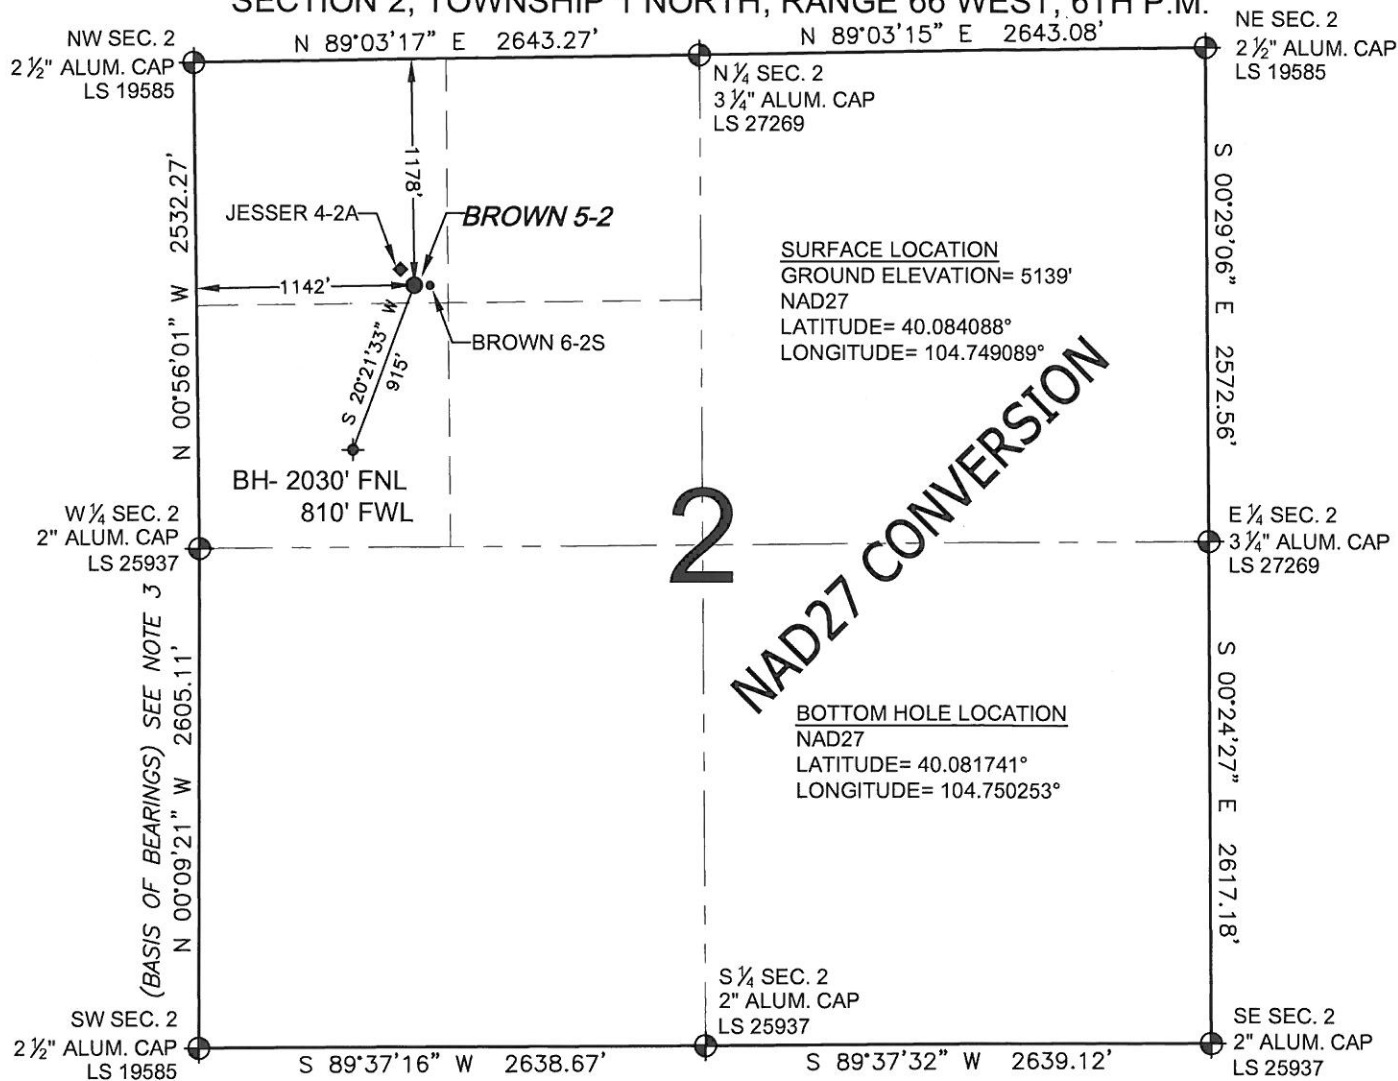 SECTION 2, TOWNSHIP 1 NORTH, RANGE 66 WEST, 6TH P.M.
NW SEC. 2
2 ½" ALUM. CAP
LS 19585
N 89°03'17" E 2643.27'
N 89°03'15" E 2643.08'
NE SEC. 2
2 ½" ALUM. CAP
LS 19585
N ¼ SEC. 2
3 ¼" ALUM. CAP
LS 27269
1178'
N 00°56'01" W 2532.27'
JESSER 4-2A
BROWN 5-2
1142'
BROWN 6-2S
S 20°21'33" W
915'
BH- 2030' FNL
810' FWL
SURFACE LOCATION
GROUND ELEVATION= 5139'
NAD27
LATITUDE= 40.084088°
LONGITUDE= 104.749089°
S 00°29'06" E 2572.56'
NAD27 CONVERSION
2
W ¼ SEC. 2
2" ALUM. CAP
LS 25937
E ¼ SEC. 2
3 ¼" ALUM. CAP
LS 27269
(BASIS OF BEARINGS) SEE NOTE 3
N 00°09'21" W 2605.11'
BOTTOM HOLE LOCATION
NAD27
LATITUDE= 40.081741°
LONGITUDE= 104.750253°
S 00°24'27" E 2617.18'
SW SEC. 2
2 ½" ALUM. CAP
LS 19585
S 89°37'16" W 2638.67'
S ¼ SEC. 2
2" ALUM. CAP
LS 25937
S 89°37'32" W 2639.12'
SE SEC. 2
2" ALUM. CAP
LS 25937